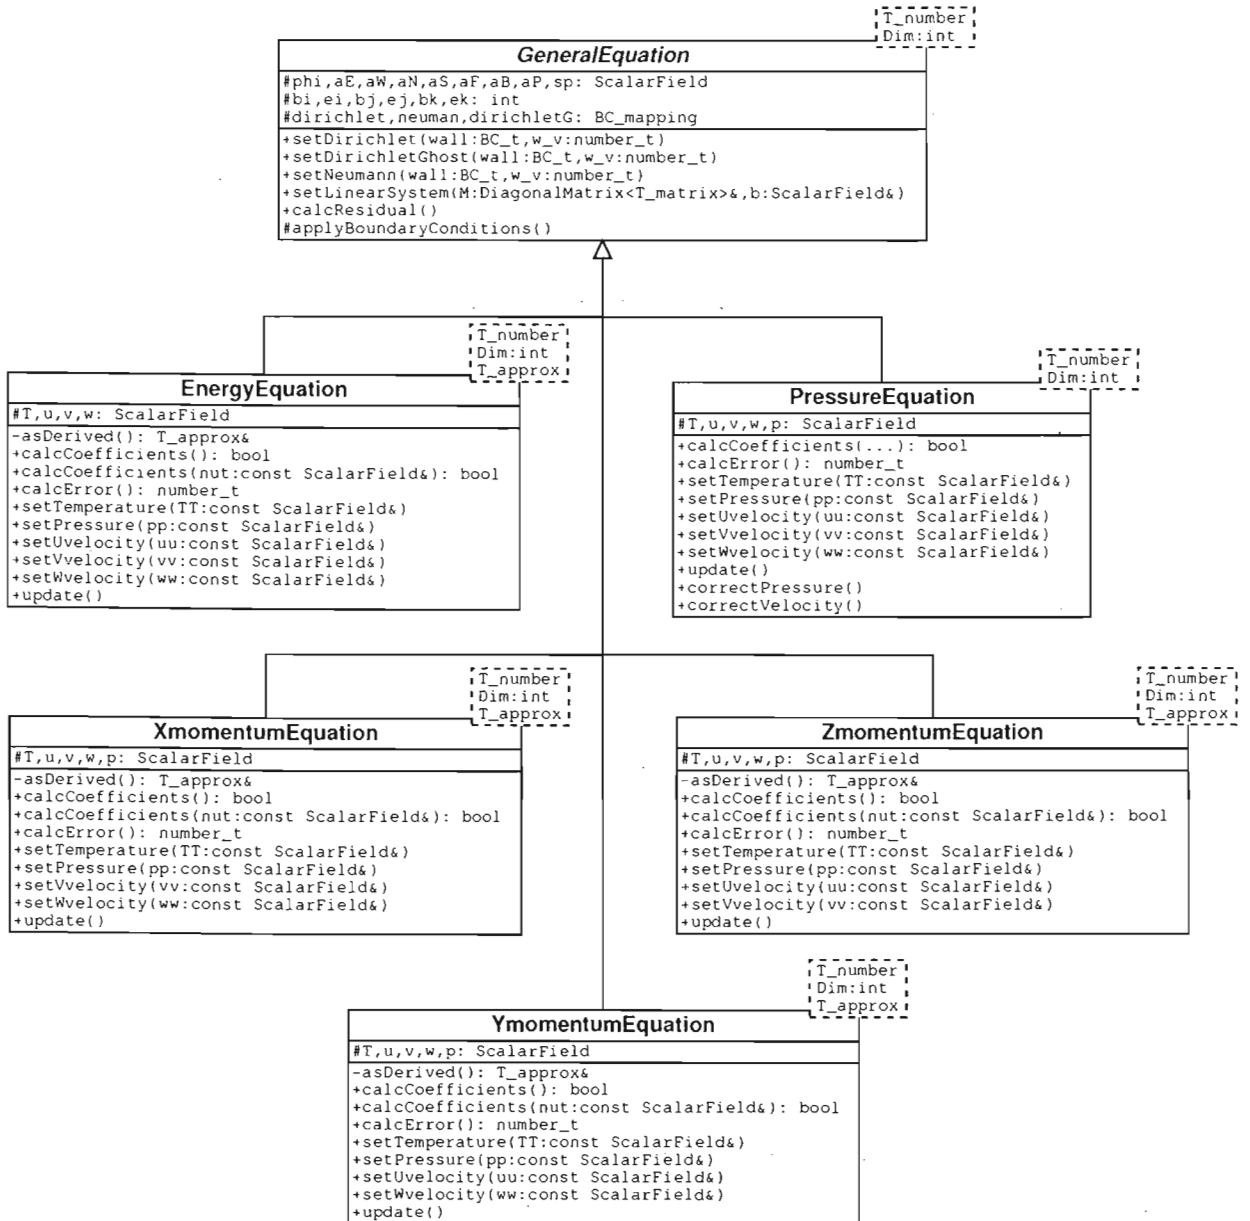 T_number
Dim:int
GeneralEquation
#phi,aE,aW,aN,aS,aF,aB,aP,sp: ScalarField
#bi,ei,bj,ej,bk,ek: int
#dirichlet,neuman,dirichletG: BC_mapping
+setDirichlet(wall:BC_t,w_v:number_t)
+setDirichletGhost(wall:BC_t,w_v:number_t)
+setNeumann(wall:BC_t,w_v:number_t)
+setLinearSystem(M:DiagonalMatrix<T_matrix>&,b:ScalarField&)
+calcResidual()
#applyBoundaryConditions()
T_number
Dim:int
T_approx
EnergyEquation
#T,u,v,w: ScalarField
-asDerived(): T_approx&
+calcCoefficients(): bool
+calcCoefficients(nut:const ScalarField&): bool
+calcError(): number_t
+setTemperature(TT:const ScalarField&)
+setPressure(pp:const ScalarField&)
+setUvelocity(uu:const ScalarField&)
+setVvelocity(vv:const ScalarField&)
+setWvelocity(ww:const ScalarField&)
+update()
T_number
Dim:int
PressureEquation
#T,u,v,w,p: ScalarField
+calcCoefficients(...): bool
+calcError(): number_t
+setTemperature(TT:const ScalarField&)
+setPressure(pp:const ScalarField&)
+setUvelocity(uu:const ScalarField&)
+setVvelocity(vv:const ScalarField&)
+setWvelocity(ww:const ScalarField&)
+update()
+correctPressure()
+correctVelocity()
T_number
Dim:int
T_approx
XmomentumEquation
#T,u,v,w,p: ScalarField
-asDerived(): T_approx&
+calcCoefficients(): bool
+calcCoefficients(nut:const ScalarField&): bool
+calcError(): number_t
+setTemperature(TT:const ScalarField&)
+setPressure(pp:const ScalarField&)
+setVvelocity(vv:const ScalarField&)
+setWvelocity(ww:const ScalarField&)
+update()
T_number
Dim:int
T_approx
ZmomentumEquation
#T,u,v,w,p: ScalarField
-asDerived(): T_approx&
+calcCoefficients(): bool
+calcCoefficients(nut:const ScalarField&): bool
+calcError(): number_t
+setTemperature(TT:const ScalarField&)
+setPressure(pp:const ScalarField&)
+setUvelocity(uu:const ScalarField&)
+setVvelocity(vv:const ScalarField&)
+update()
T_number
Dim:int
T_approx
YmomentumEquation
#T,u,v,w,p: ScalarField
-asDerived(): T_approx&
+calcCoefficients(): bool
+calcCoefficients(nut:const ScalarField&): bool
+calcError(): number_t
+setTemperature(TT:const ScalarField&)
+setPressure(pp:const ScalarField&)
+setUvelocity(uu:const ScalarField&)
+setWvelocity(ww:const ScalarField&)
+update()